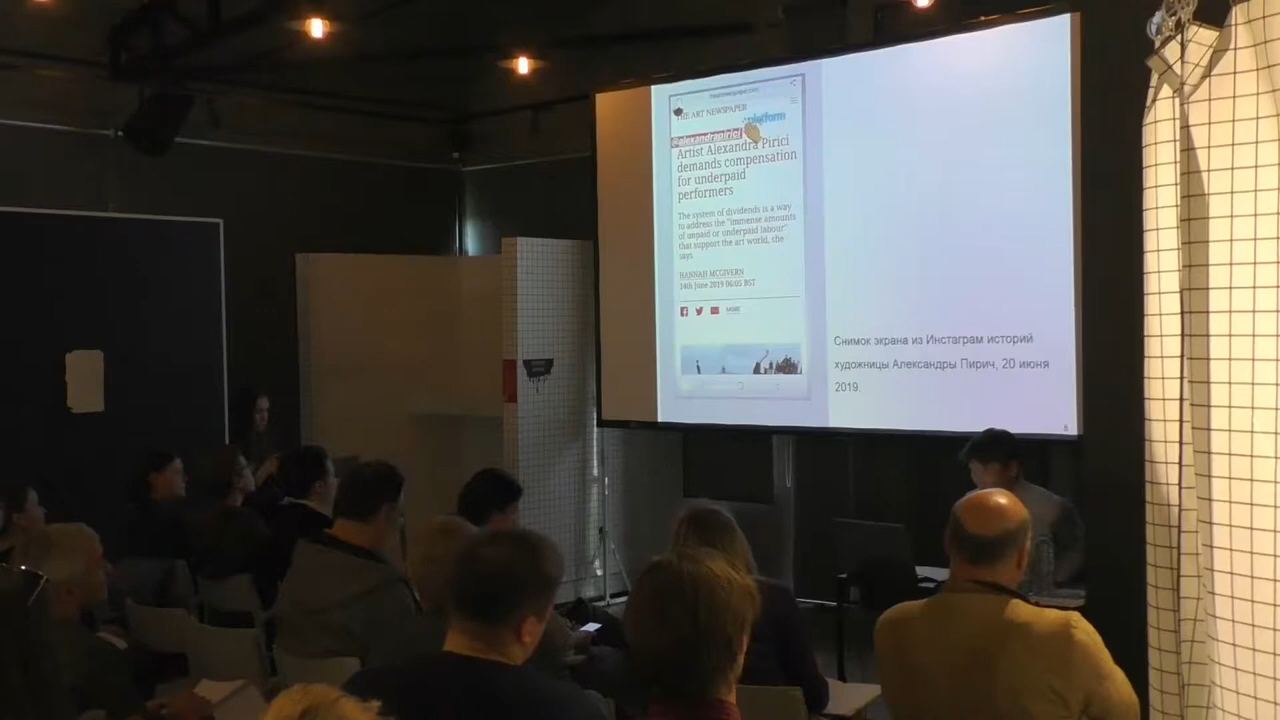 THE ART NEWSPAPER
platform
@alexandrapirici
Artist Alexandra Pirici
demands compensation
for underpaid
performers
The system of dividends is a way
to address the "immense amounts
of unpaid or underpaid labour"
that support the art world, she
says
HANNAH MCGIVERN
14th June 2019 06:05 BST
MORE
Снимок экрана из Инстаграм историй
художницы Александры Пирич, 20 июня
2019.